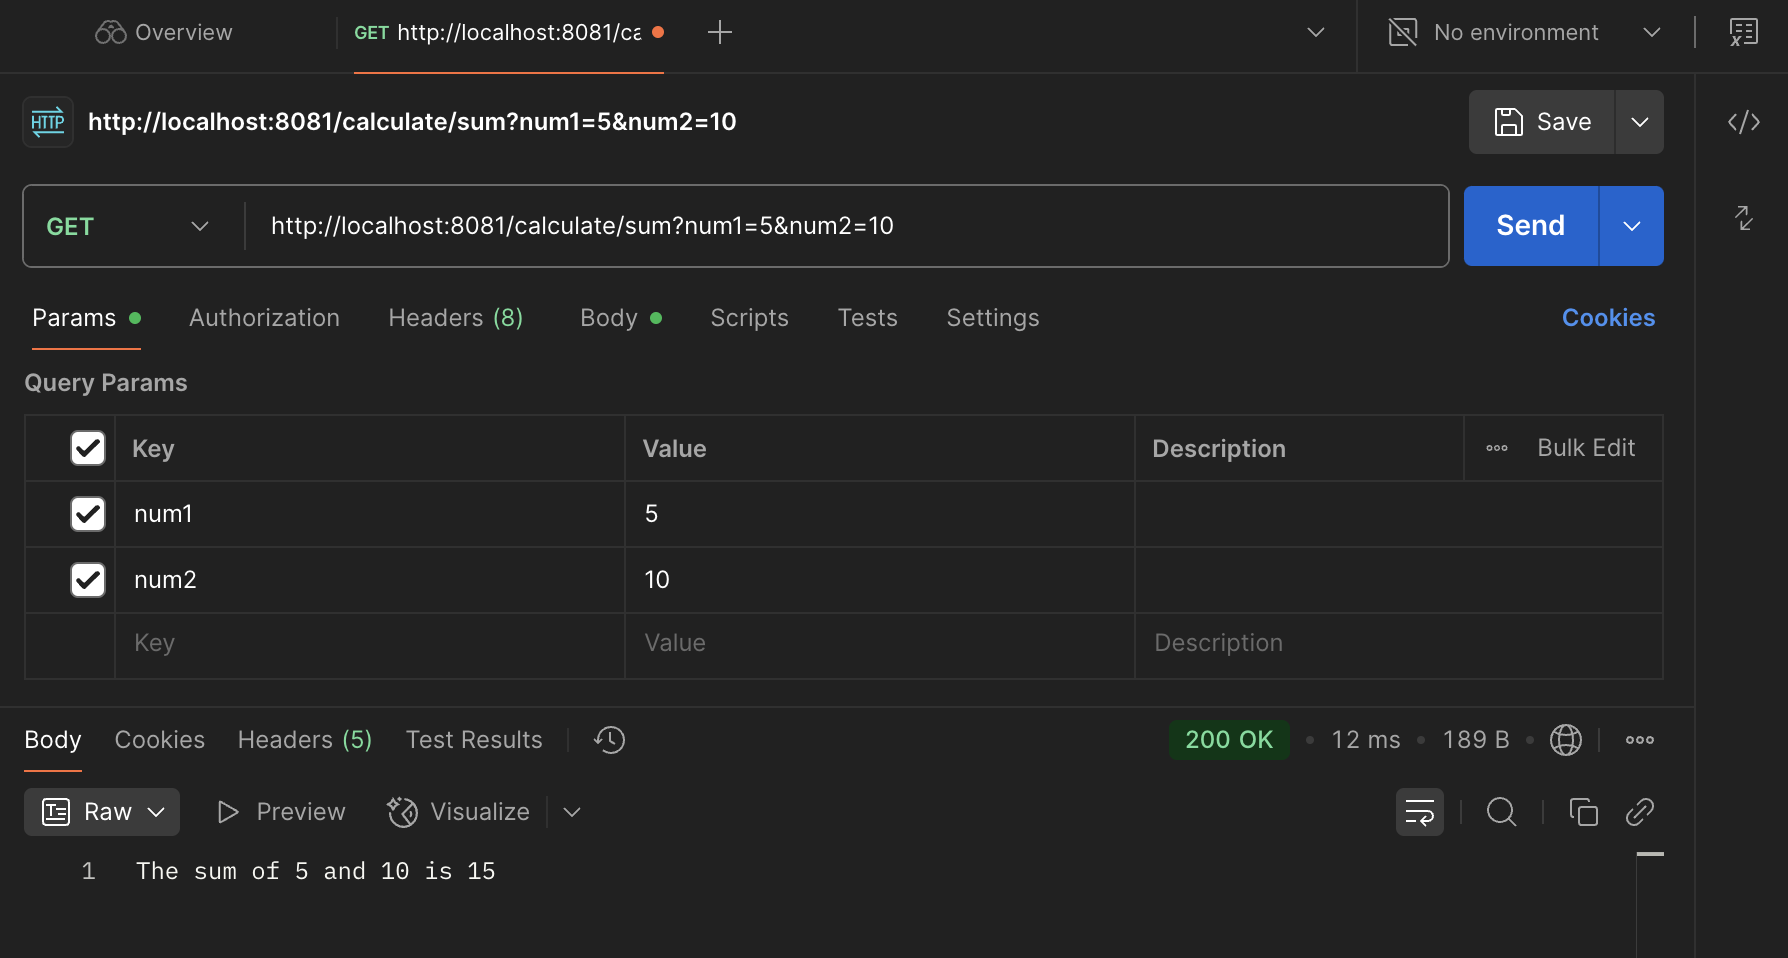 Overview
GET http://localhost:8081/ca
No environment
HTTP
http://localhost:8081/calculate/sum?num1=5&num2=10
Save
GET
http://localhost:8081/calculate/sum?num1=5&num2=10
Send
Params Authorization Headers (8) Body Scripts Tests Settings Cookies
Query Params
Key Value Description Bulk Edit
num1 5
num2 10
Key Value Description
Body Cookies Headers (5) Test Results 200 OK 12 ms 189 B
Raw Preview Visualize
1 The sum of 5 and 10 is 15